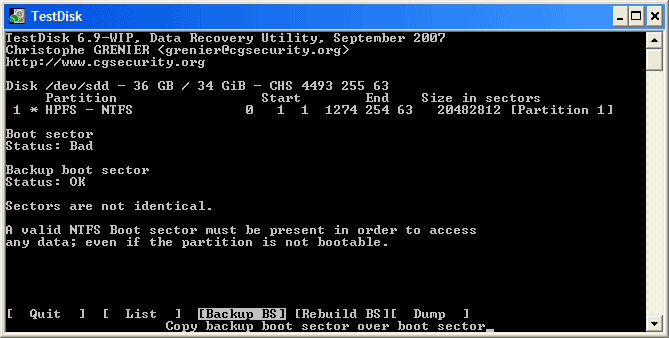 TestDisk
TestDisk 6.9-WIP, Data Recovery Utility, September 2007
Christophe GRENIER <grenier@cgsecurity.org>
http://www.cgsecurity.org
Disk /dev/sdd - 36 GB / 34 GiB - CHS 4493 255 63
Partition Start End Size in sectors
1 * HPFS - NTFS 0 1 1 1274 254 63 20482812 [Partition 1]
Boot sector
Status: Bad
Backup boot sector
Status: OK
Sectors are not identical.
A valid NTFS Boot sector must be present in order to access
any data; even if the partition is not bootable.
[ Quit ] [ List ] [Backup BS] [Rebuild BS][ Dump ]
Copy backup boot sector over boot sector_